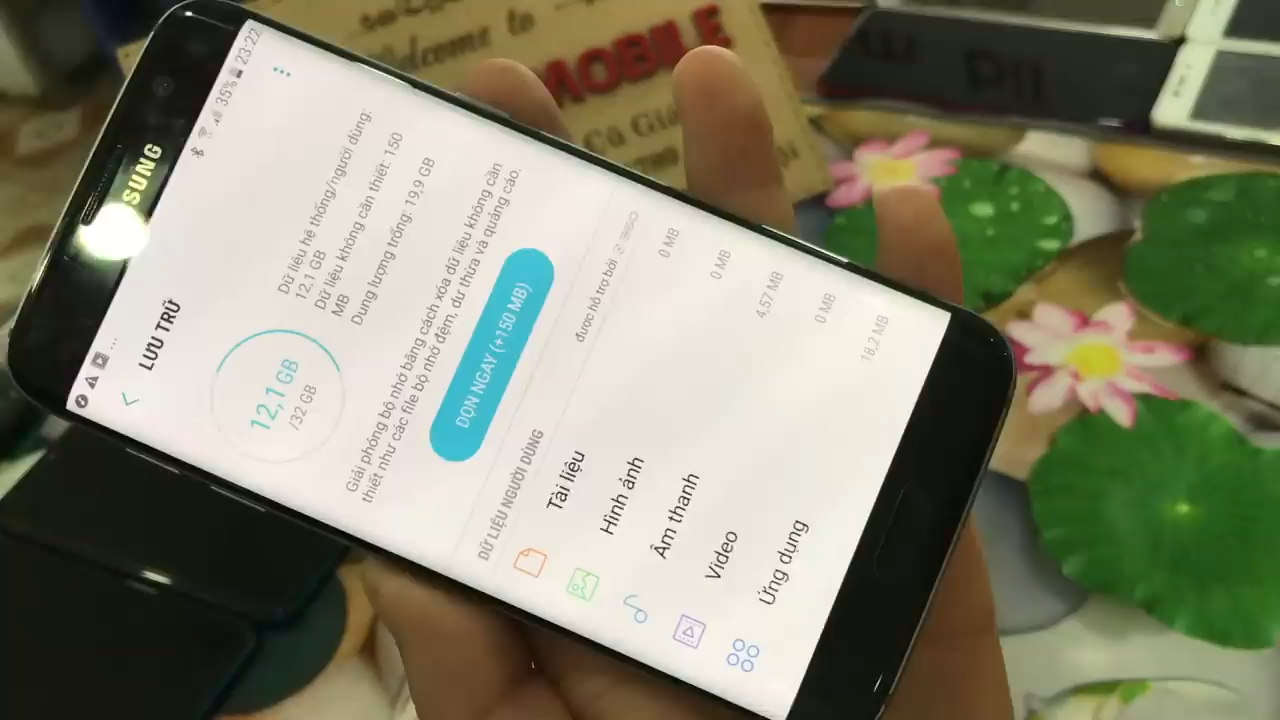 Welcome to
MOBILE
SUNG
35% 23:22
LƯU TRỮ
12,1 GB
/32 GB
Dữ liệu hệ thống/người dùng:
12,1 GB
Dữ liệu không cần thiết: 150
MB
Dung lượng trống: 19,9 GB
Giải phóng bộ nhớ bằng cách xóa dữ liệu không cần
thiết như các file bộ nhớ đệm, dư thừa và quảng cáo.
DỌN NGAY (+150 MB)
được hỗ trợ bởi
DỮ LIỆU NGƯỜI DÙNG
Tài liệu 0 MB
Hình ảnh 0 MB
Âm thanh 4,57 MB
Video 0 MB
Ứng dụng 18,2 MB